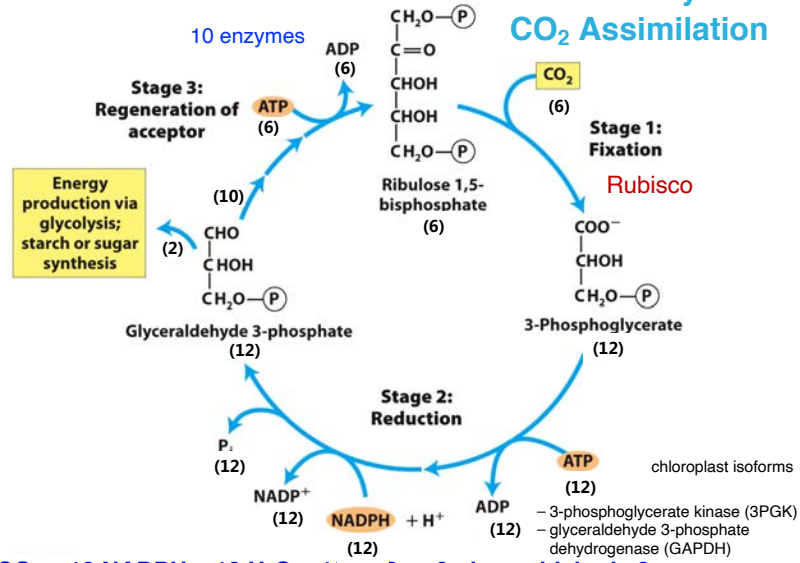 CO₂ Assimilation
10 enzymes
CH₂O—P
C=O
CHOH
CHOH
CH₂O—P
Ribulose 1,5-
bisphosphate
(6)
CO₂
(6)
Stage 1:
Fixation
Rubisco
COO⁻
CHOH
CH₂O—P
3-Phosphoglycerate
(12)
Stage 2:
Reduction
ATP
(12)
ADP
(12)
chloroplast isoforms
– 3-phosphoglycerate kinase (3PGK)
– glyceraldehyde 3-phosphate
dehydrogenase (GAPDH)
NADPH + H⁺
(12)
NADP⁺
(12)
Pᵢ
(12)
CHO
CHOH
CH₂O—P
Glyceraldehyde 3-phosphate
(12)
(2)
Energy
production via
glycolysis;
starch or sugar
synthesis
(10)
Stage 3:
Regeneration of
acceptor
ATP
(6)
ADP
(6)